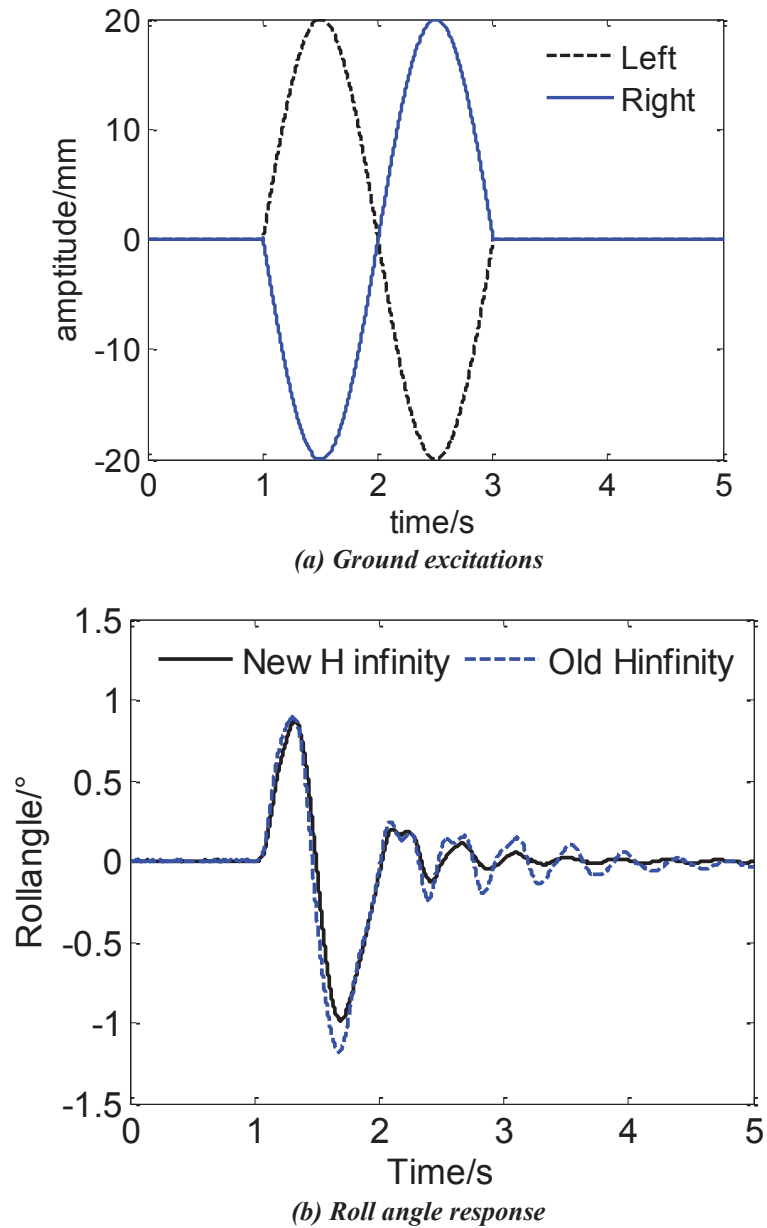 20
10
0
-10
-20
amptitude/mm
Left
Right
0 1 2 3 4 5
time/s
(a) Ground excitations
1.5
1
0.5
0
-0.5
-1
-1.5
Rollangle/°
New H infinity Old Hinfinity
0 1 2 3 4 5
Time/s
(b) Roll angle response